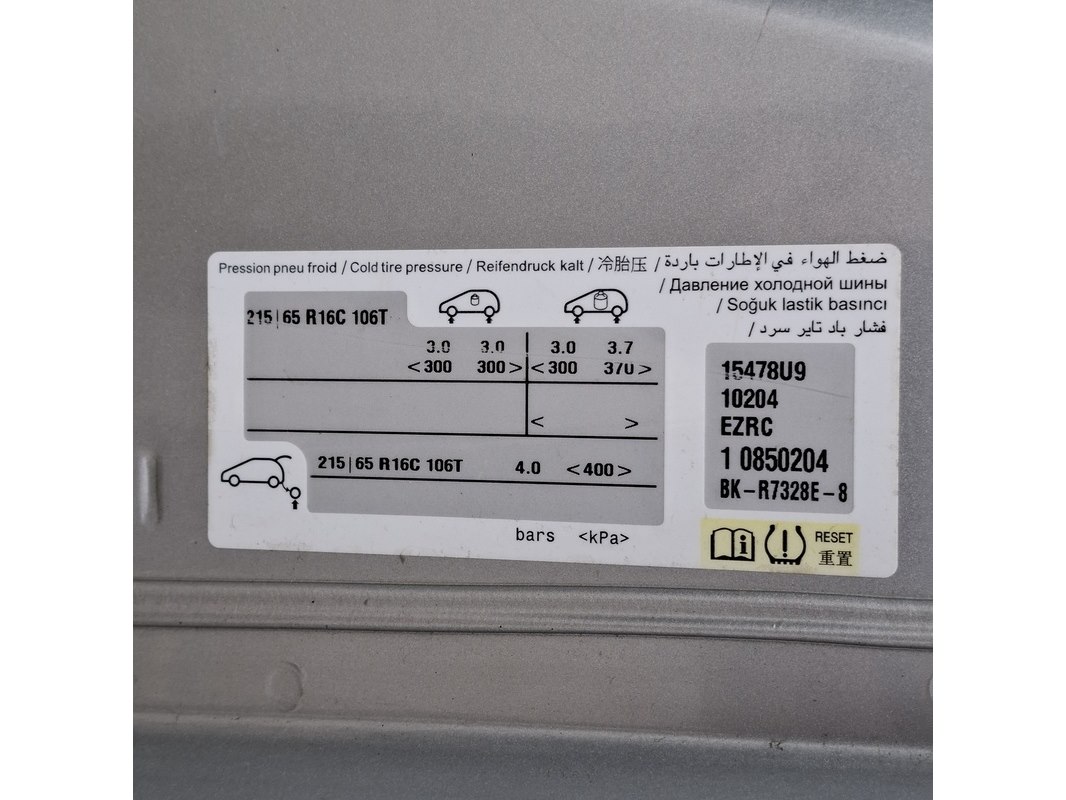 Pression pneu froid / Cold tire pressure / Reifendruck kalt / 冷胎压 / ضغط الهواء في الإطارات باردة
/ Давление холодной шины
/ Soğuk lastik basıncı
/ فشار باد تایر سرد
215|65 R16C 106T
3.0 3.0 | 3.0 3.7
<300 300> | <300 370>
< >
215|65 R16C 106T 4.0 <400>
bars <kPa>
15478U9
10204
EZRC
1 0850204
BK-R7328E-8
RESET
重置